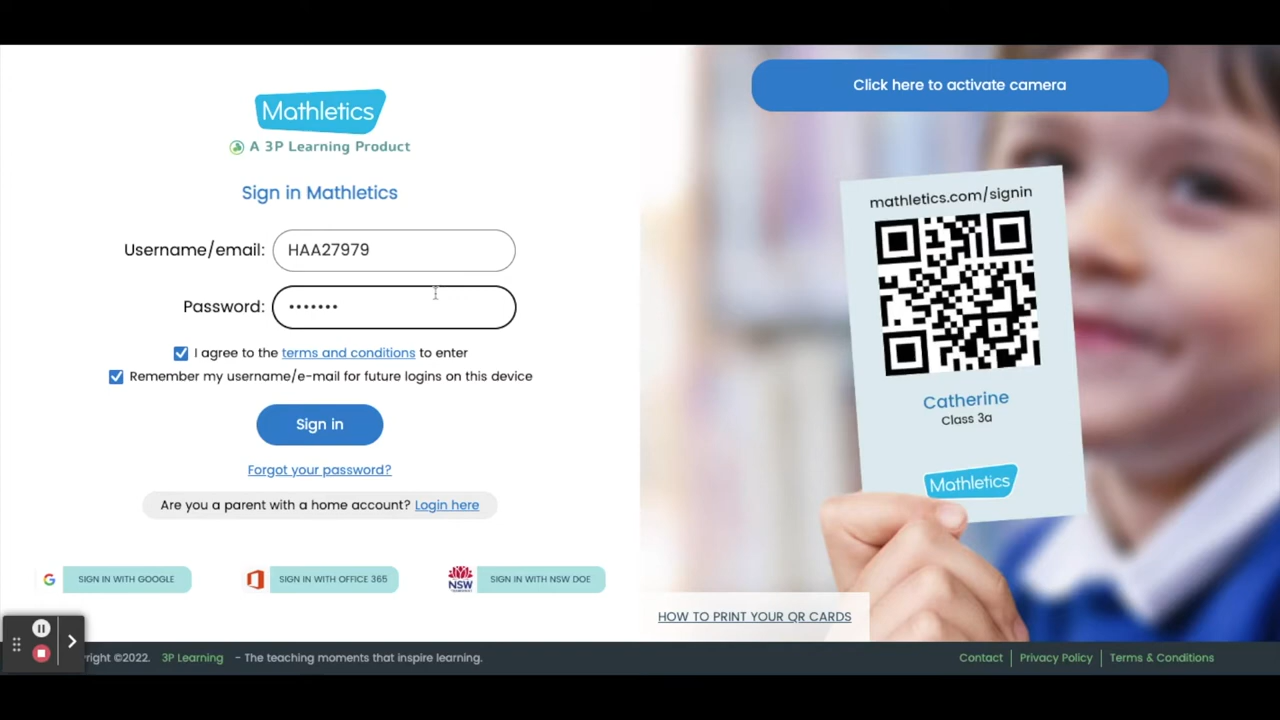 Mathletics
A 3P Learning Product
Sign in Mathletics
Username/email: HAA27979
Password: •••••••
I agree to the terms and conditions to enter
Remember my username/e-mail for future logins on this device
Sign in
Forgot your password?
Are you a parent with a home account? Login here
SIGN IN WITH GOOGLE
SIGN IN WITH OFFICE 365
NSW
SIGN IN WITH NSW DOE
Click here to activate camera
mathletics.com/signin
Catherine
Class 3a
Mathletics
HOW TO PRINT YOUR QR CARDS
right ©2022. 3P Learning - The teaching moments that inspire learning.
Contact | Privacy Policy | Terms & Conditions